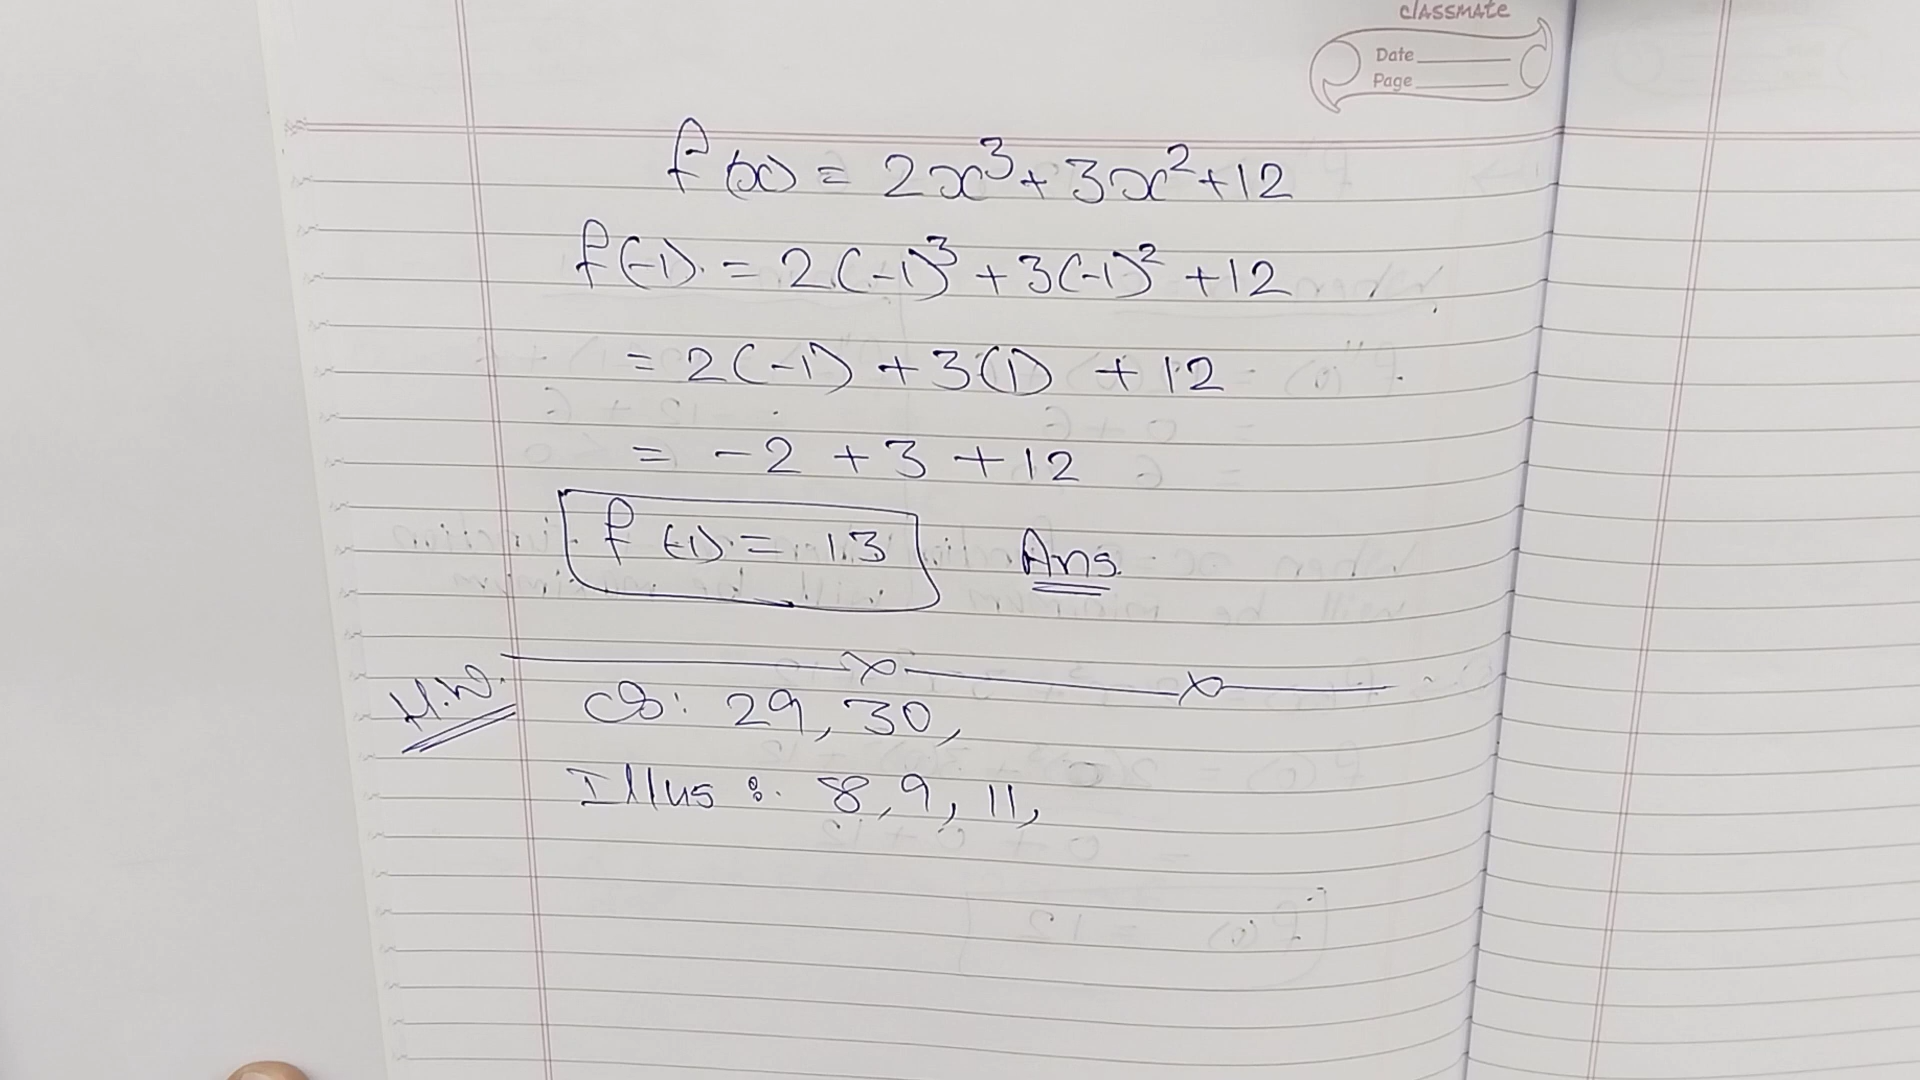 classmate
Date
Page
f(x) = 2x³ + 3x² + 12
f(-1) = 2(-1)³ + 3(-1)² + 12
= 2(-1) + 3(1) + 12
= -2 + 3 + 12
f(-1) = 13 Ans.
H.W.
Q: 29, 30,
Illus : 8, 9, 11,